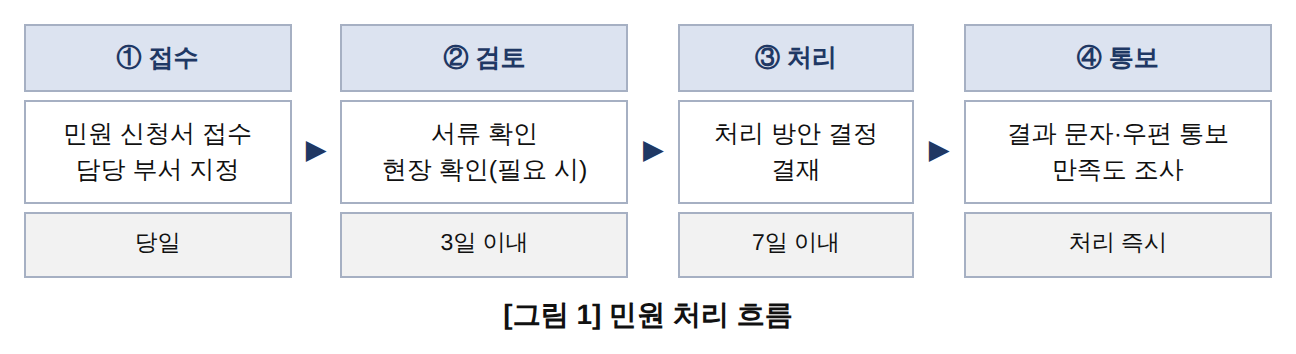 ① 접수
민원 신청서 접수
담당 부서 지정
당일
▶
② 검토
서류 확인
현장 확인(필요 시)
3일 이내
▶
③ 처리
처리 방안 결정
결재
7일 이내
▶
④ 통보
결과 문자·우편 통보
만족도 조사
처리 즉시
[그림 1] 민원 처리 흐름